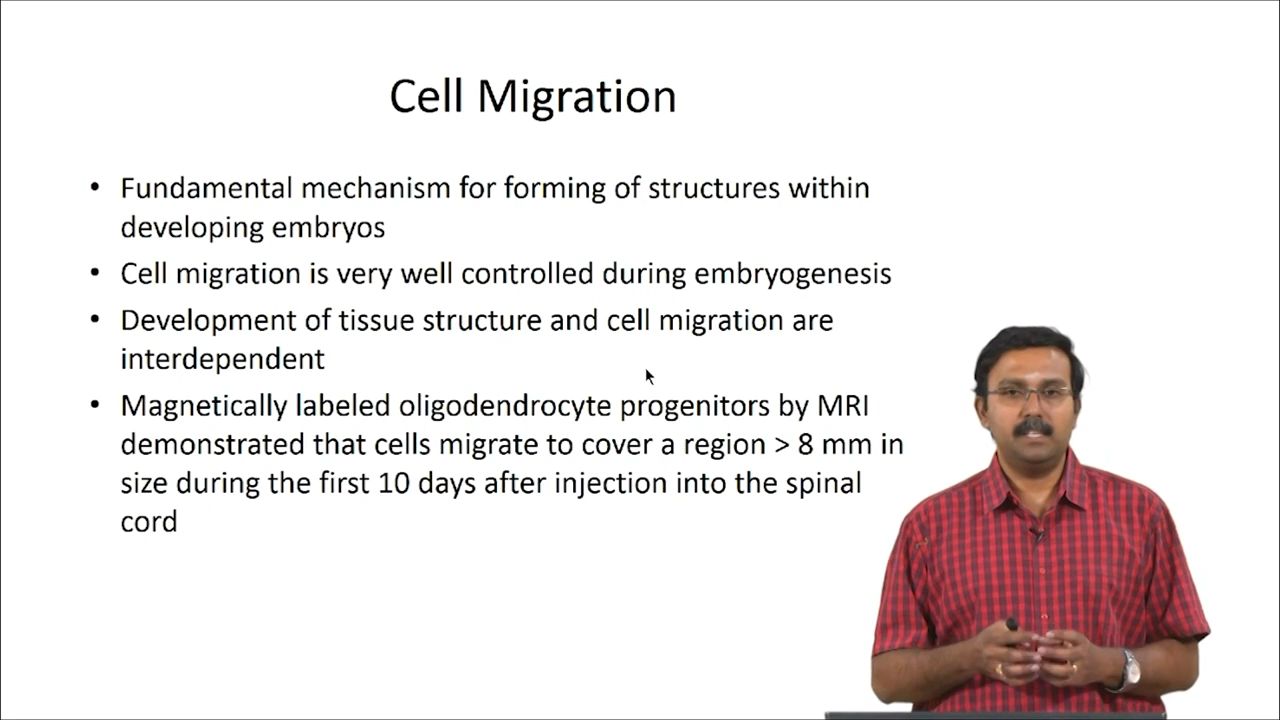 Cell Migration
• Fundamental mechanism for forming of structures within
developing embryos
• Cell migration is very well controlled during embryogenesis
• Development of tissue structure and cell migration are
interdependent
• Magnetically labeled oligodendrocyte progenitors by MRI
demonstrated that cells migrate to cover a region > 8 mm in
size during the first 10 days after injection into the spinal
cord